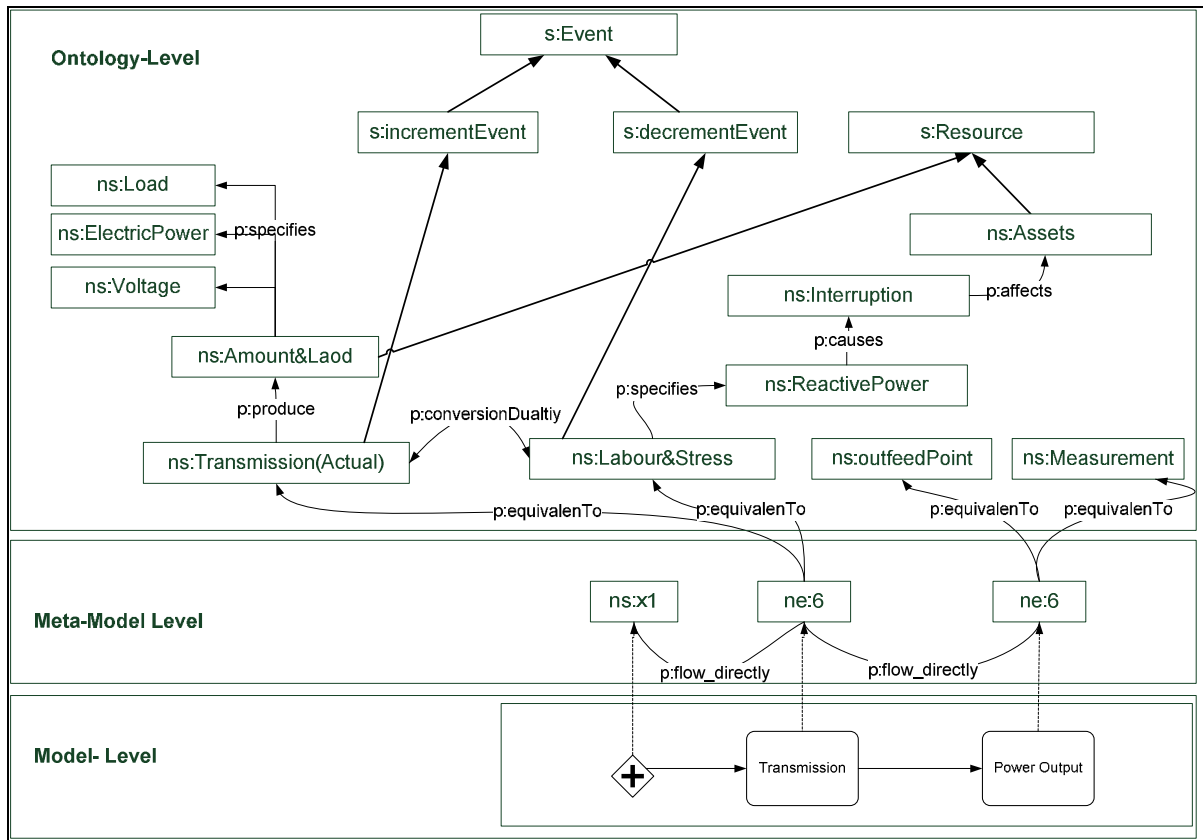 s:Event
Ontology-Level
s:incrementEvent
s:decrementEvent
s:Resource
ns:Load
ns:ElectricPower
p:specifies
ns:Assets
ns:Voltage
ns:Interruption
p:affects
p:causes
ns:Amount&Laod
p:specifies
ns:ReactivePower
p:produce
p:conversionDualtiy
ns:Transmission(Actual)
ns:Labour&Stress
ns:outfeedPoint
ns:Measurement
p:equivalenTo
p:equivalenTo
p:equivalenTo
p:equivalenTo
ns:x1
ne:6
ne:6
Meta-Model Level
p:flow_directly
p:flow_directly
Model- Level
Transmission
Power Output